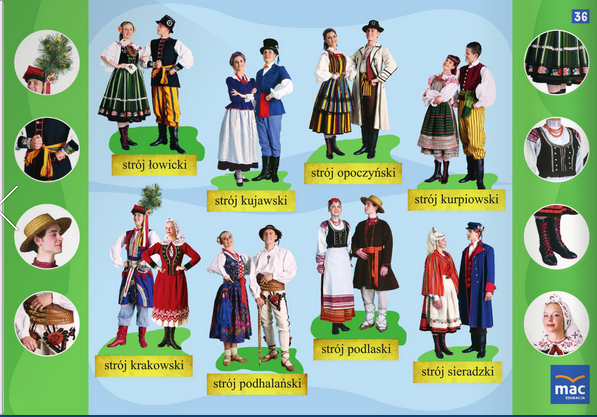 36
strój łowicki
strój kujawski
strój opoczyński
strój kurpiowski
strój krakowski
strój podhalański
strój podlaski
strój sieradzki
mac
EDUKACJA